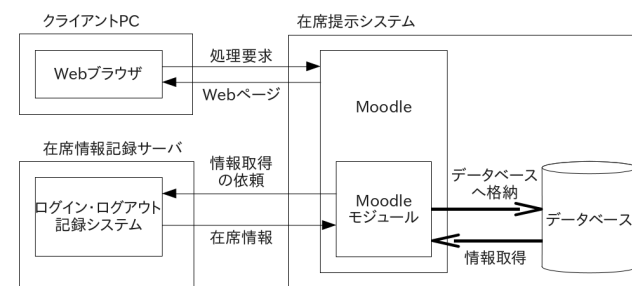 クライアントPC
在席提示システム
Webブラウザ
処理要求
Webページ
Moodle
在席情報記録サーバ
ログイン・ログアウト
記録システム
情報取得
の依頼
在席情報
Moodle
モジュール
データベース
へ格納
情報取得
データベース